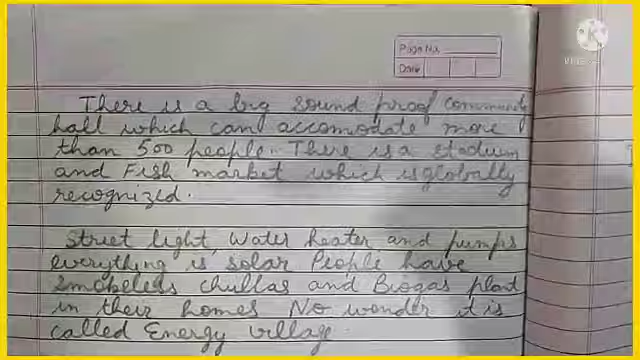 Page No.
Date
There is a big sound proof community
hall which can accomodate more
than 500 people. There is a stadium
and Fish market which is globally
recognized.
Street light, Water heater and pumps
everything is solar People have
smokeless chullas and Biogas plant
in their homes No wonder it is
called Energy village.